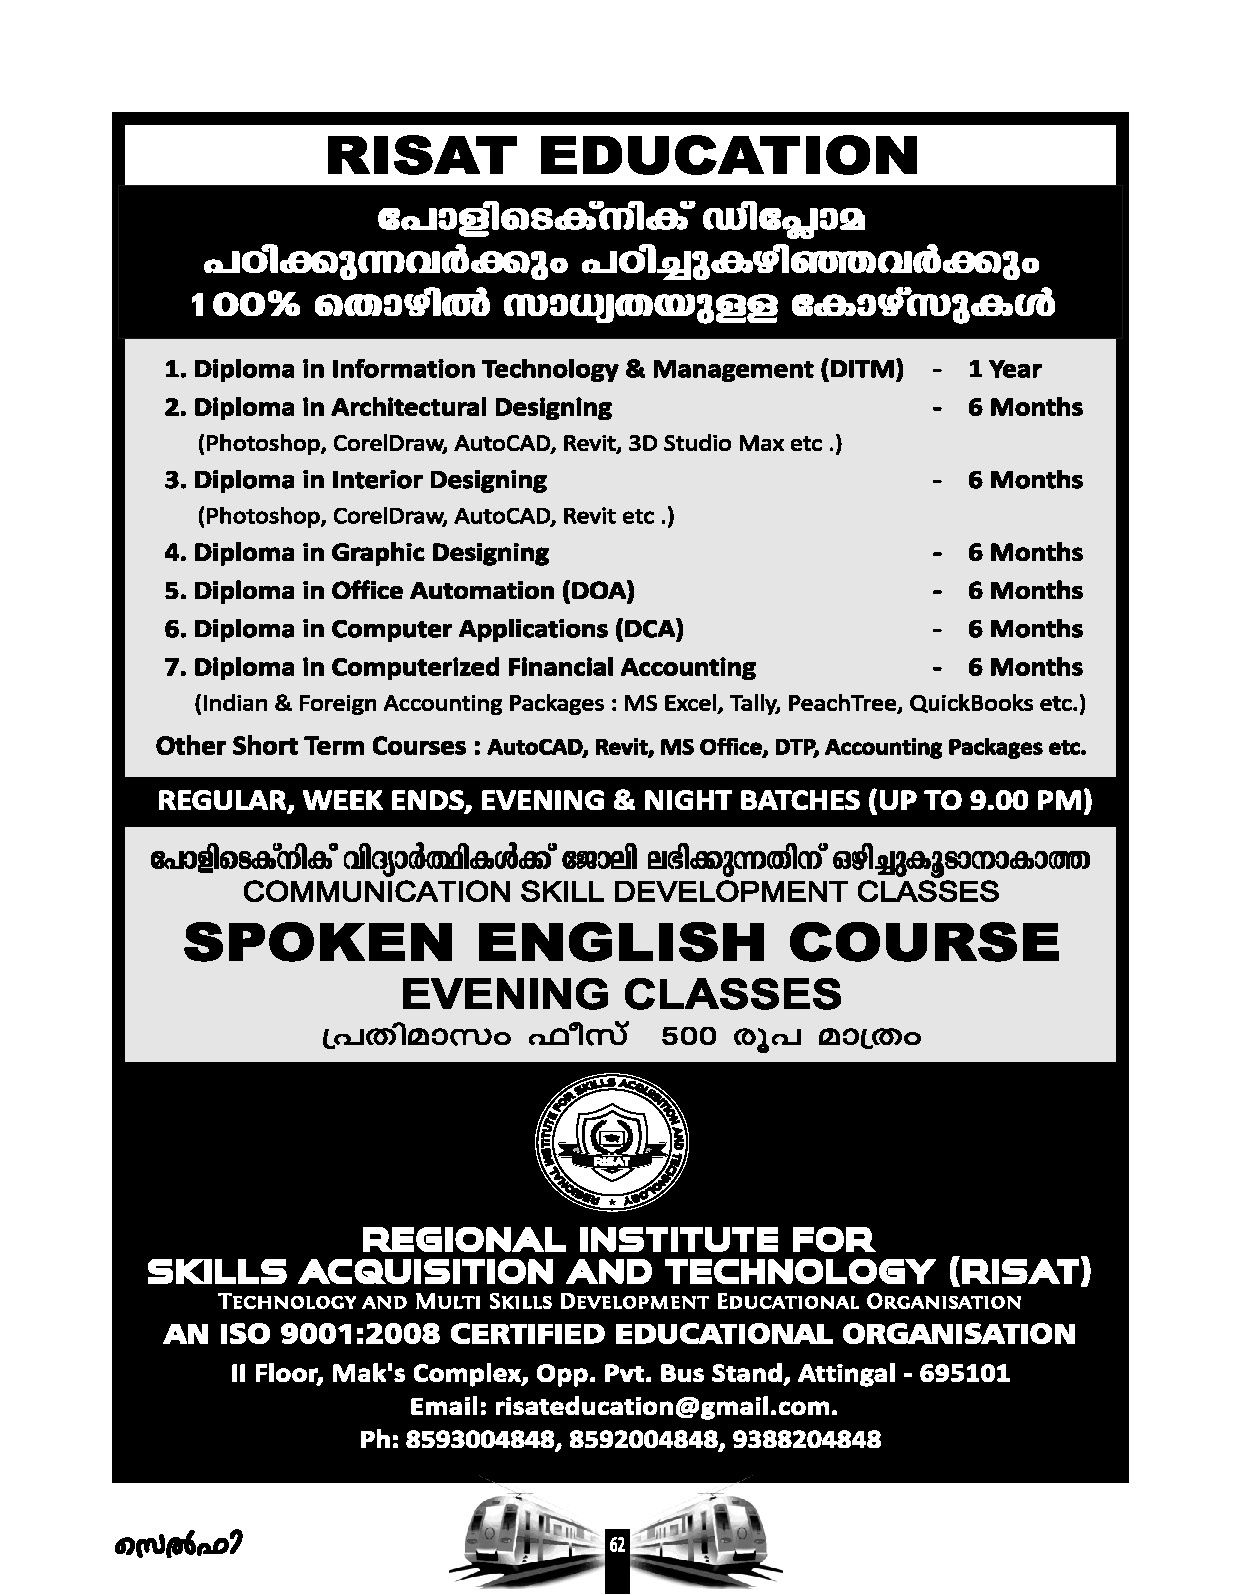 RISAT EDUCATION
പോളിടെക്നിക് ഡിപ്ലോമ
പഠിക്കുന്നവർക്കും പഠിച്ചുകഴിഞ്ഞവർക്കും
100% തൊഴിൽ സാധ്യതയുള്ള കോഴ്സുകൾ
1. Diploma in Information Technology & Management (DITM) - 1 Year
2. Diploma in Architectural Designing - 6 Months
(Photoshop, CorelDraw, AutoCAD, Revit, 3D Studio Max etc .)
3. Diploma in Interior Designing - 6 Months
(Photoshop, CorelDraw, AutoCAD, Revit etc .)
4. Diploma in Graphic Designing - 6 Months
5. Diploma in Office Automation (DOA) - 6 Months
6. Diploma in Computer Applications (DCA) - 6 Months
7. Diploma in Computerized Financial Accounting - 6 Months
(Indian & Foreign Accounting Packages : MS Excel, Tally, PeachTree, QuickBooks etc.)
Other Short Term Courses : AutoCAD, Revit, MS Office, DTP, Accounting Packages etc.
REGULAR, WEEK ENDS, EVENING & NIGHT BATCHES (UP TO 9.00 PM)
പോളിടെക്നിക് വിദ്യാർത്ഥികൾക്ക് ജോലി ലഭിക്കുന്നതിന് ഒഴിച്ചുകൂടാനാകാത്ത
COMMUNICATION SKILL DEVELOPMENT CLASSES
SPOKEN ENGLISH COURSE
EVENING CLASSES
പ്രതിമാസം ഫീസ് 500 രൂപ മാത്രം
REGIONAL INSTITUTE FOR SKILLS ACQUISITION AND TECHNOLOGY
RISAT
REGIONAL INSTITUTE FOR
SKILLS ACQUISITION AND TECHNOLOGY (RISAT)
TECHNOLOGY AND MULTI SKILLS DEVELOPMENT EDUCATIONAL ORGANISATION
AN ISO 9001:2008 CERTIFIED EDUCATIONAL ORGANISATION
II Floor, Mak's Complex, Opp. Pvt. Bus Stand, Attingal - 695101
Email: risateducation@gmail.com.
Ph: 8593004848, 8592004848, 9388204848
സെൽഫി
62